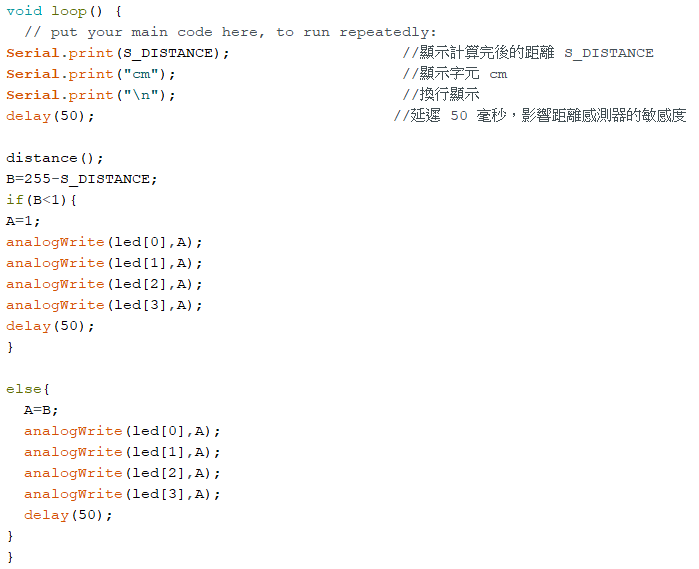 void loop() {
  // put your main code here, to run repeatedly:
Serial.print(S_DISTANCE);                   //顯示計算完後的距離 S_DISTANCE
Serial.print("cm");                         //顯示字元 cm
Serial.print("\n");                         //換行顯示
delay(50);                                 //延遲 50 毫秒，影響距離感測器的敏感度
distance();
B=255-S_DISTANCE;
if(B<1){
A=1;
analogWrite(led[0],A);
analogWrite(led[1],A);
analogWrite(led[2],A);
analogWrite(led[3],A);
delay(50);
}
else{
  A=B;
  analogWrite(led[0],A);
  analogWrite(led[1],A);
  analogWrite(led[2],A);
  analogWrite(led[3],A);
  delay(50);
}
}